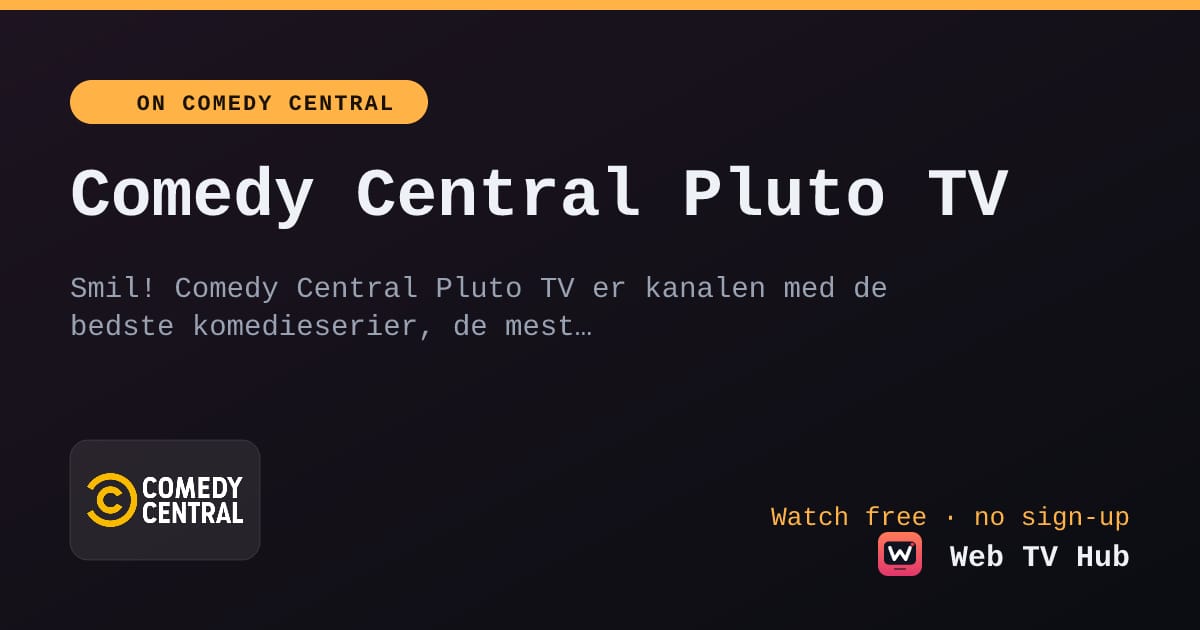 ON COMEDY CENTRAL
Comedy Central Pluto TV
Smil! Comedy Central Pluto TV er kanalen med de
bedste komedieserier, de mest…
COMEDY
CENTRAL
Watch free · no sign-up
W Web TV Hub